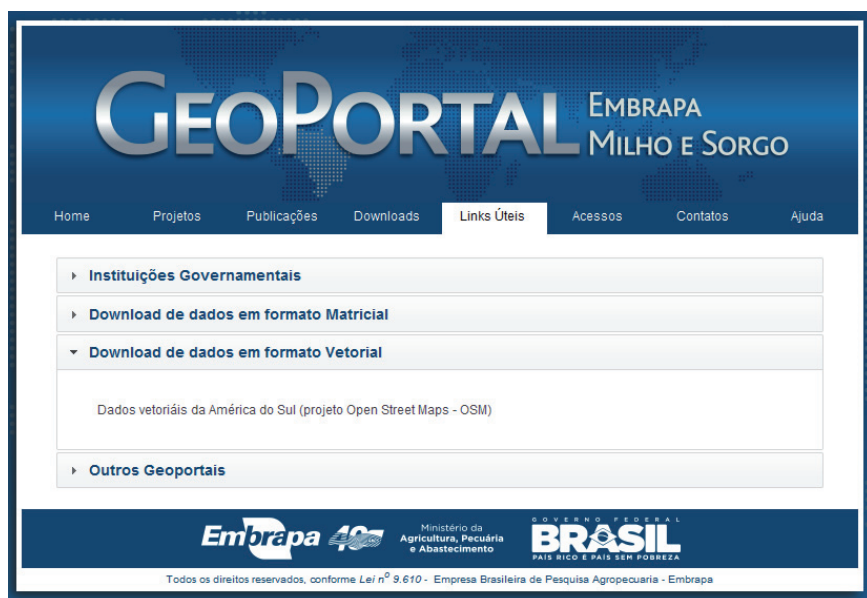 GEOPORTAL EMBRAPA MILHO E SORGO
Home Projetos Publicações Downloads Links Úteis Acessos Contatos Ajuda
Instituições Governamentais
Download de dados em formato Matricial
Download de dados em formato Vetorial
Dados vetoriáis da América do Sul (projeto Open Street Maps - OSM)
Outros Geoportais
Embrapa 40
Ministério da
Agricultura, Pecuária
e Abastecimento
GOVERNO FEDERAL
BRASIL
PAÍS RICO É PAÍS SEM POBREZA
Todos os direitos reservados, conforme Lei nº 9.610 - Empresa Brasileira de Pesquisa Agropecuaria - Embrapa